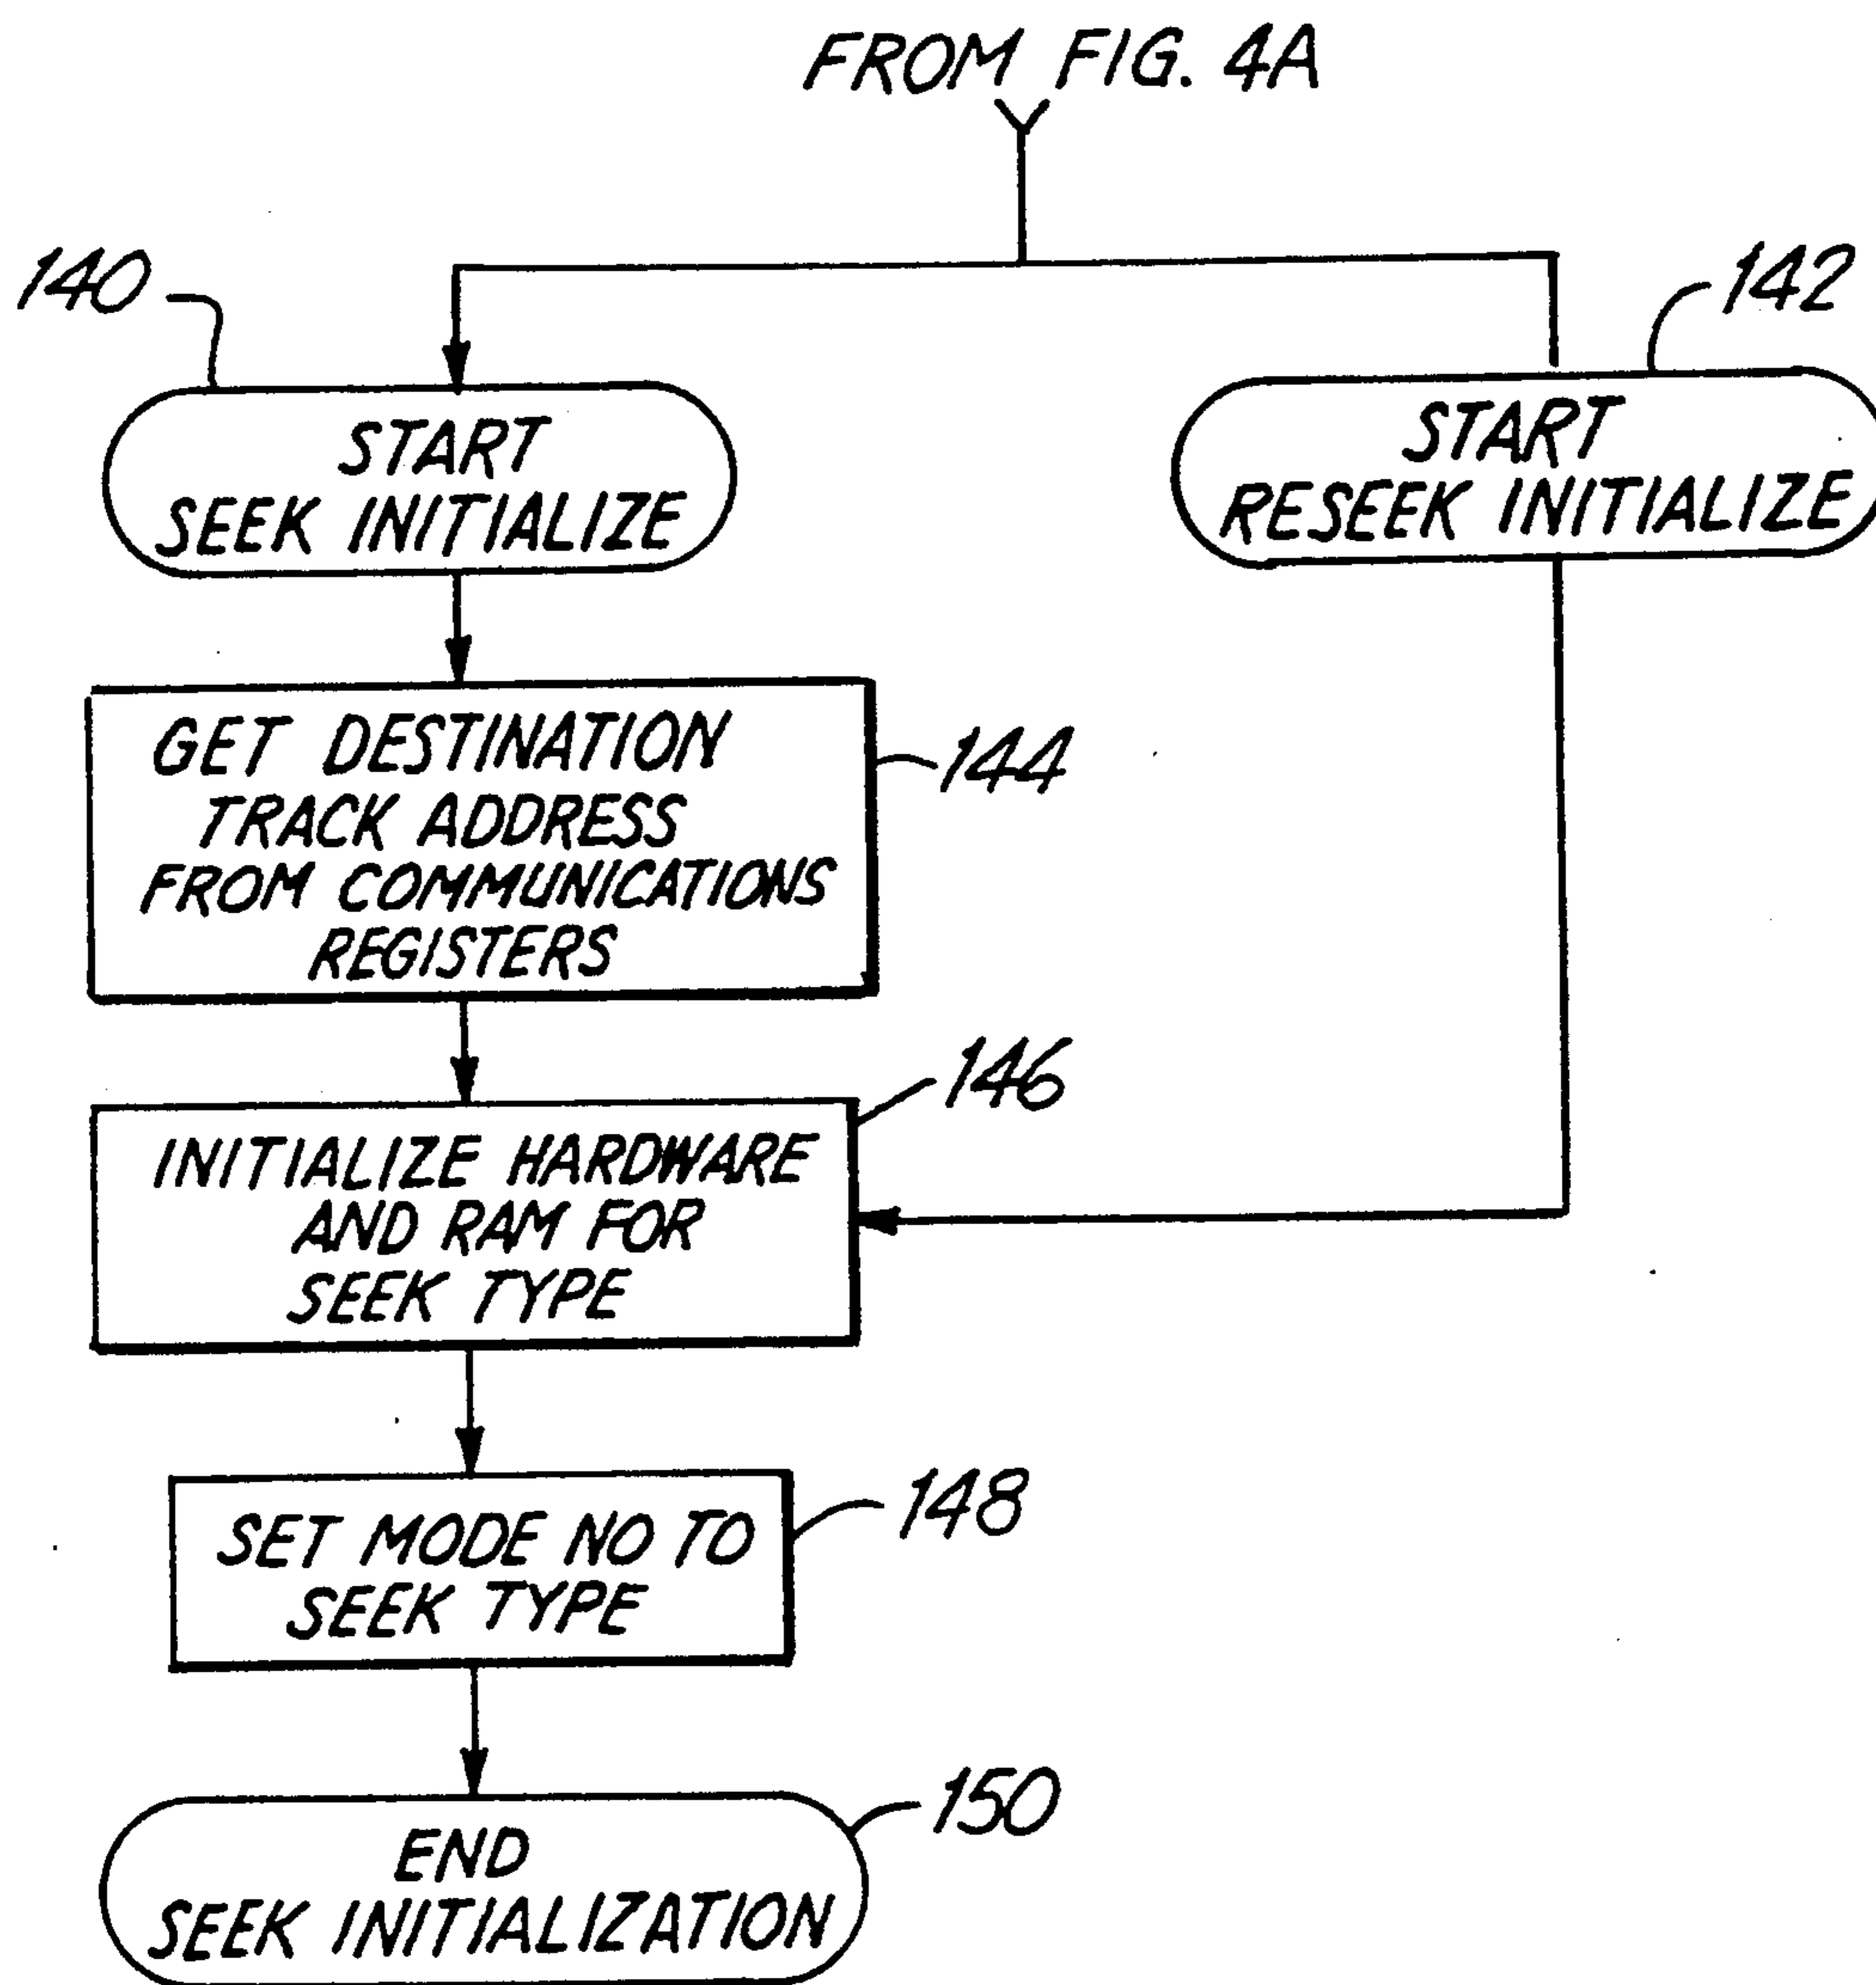 FROM FIG. 4A
140
142
START
SEEK INITIALIZE
START
RESEEK INITIALIZE
GET DESTINATION
TRACK ADDRESS
FROM COMMUNICATIONS
REGISTERS
144
146
INITIALIZE HARDWARE
AND RAM FOR
SEEK TYPE
148
SET MODE NO TO
SEEK TYPE
150
END
SEEK INITIALIZATION